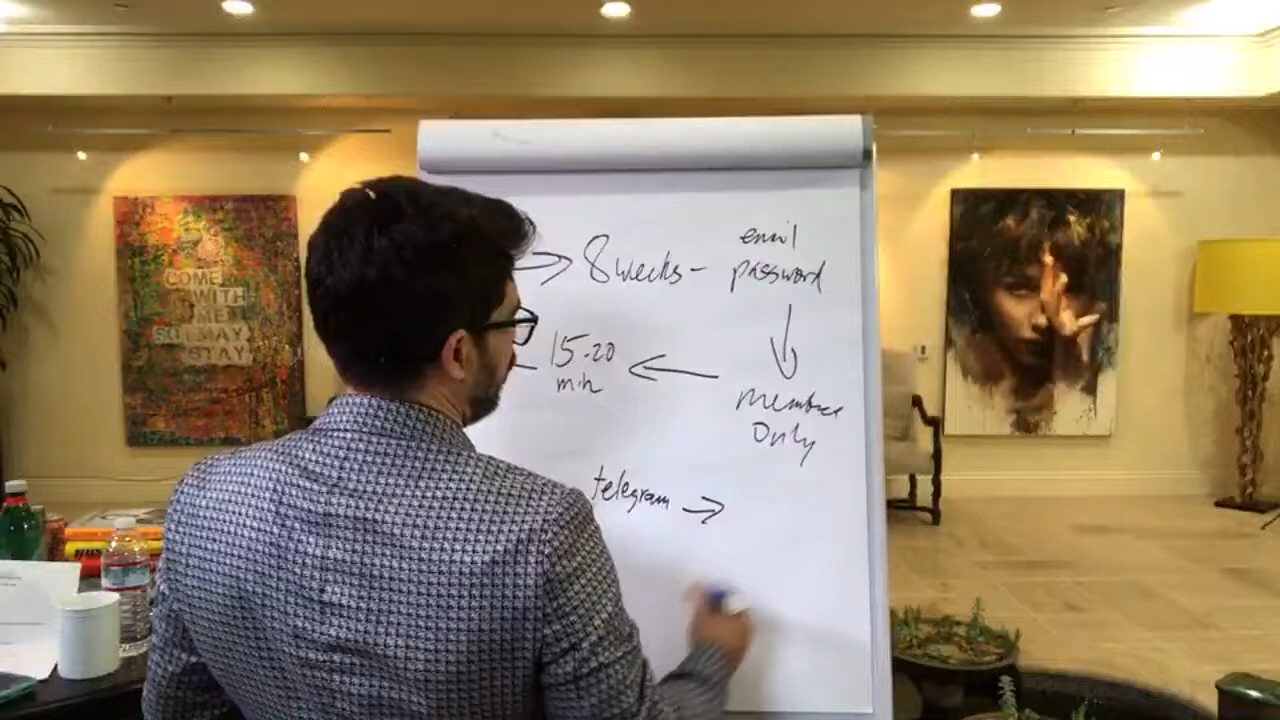 COME
WITH
ME
SO I MAY
STAY
8 weeks -
email
password
15-20
min
member
Only
telegram